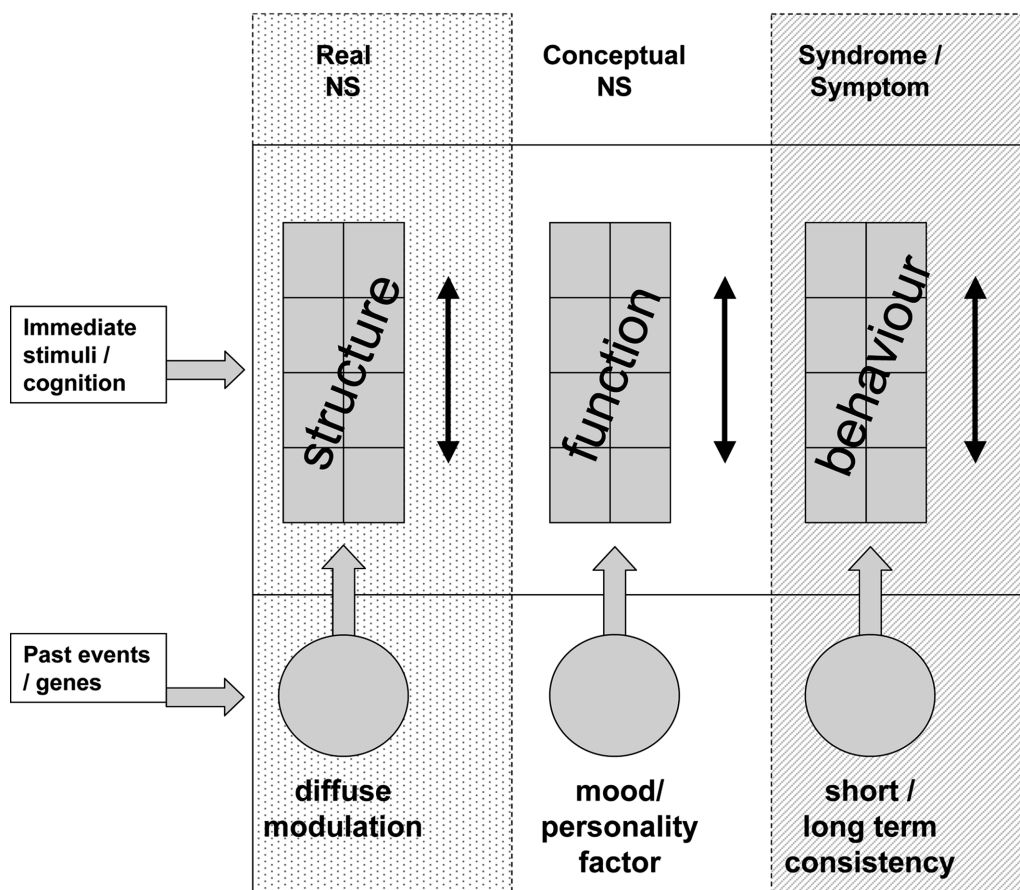 Real
NS
Conceptual
NS
Syndrome /
Symptom
Immediate
stimuli /
cognition
structure
function
behaviour
Past events
/ genes
diffuse
modulation
mood/
personality
factor
short /
long term
consistency